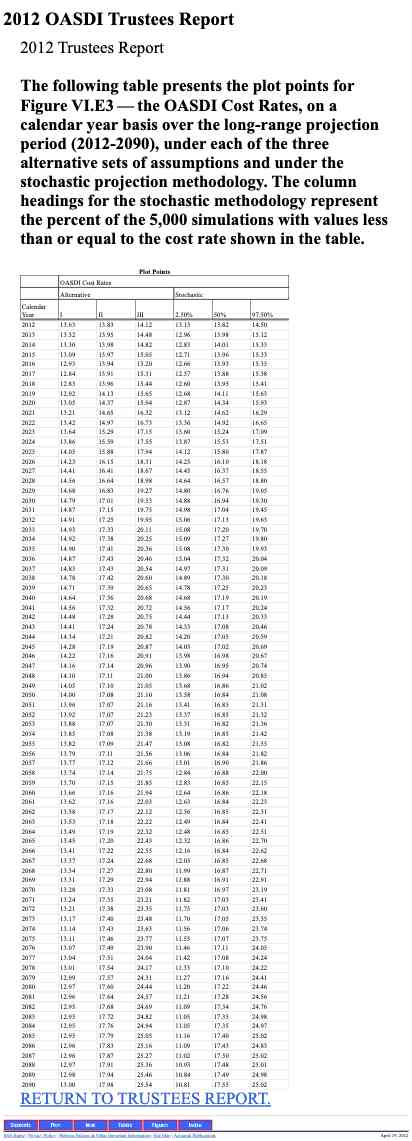 2012 OASDI Trustees Report
2012 Trustees Report
The following table presents the plot points for
Figure VI.E3 — the OASDI Cost Rates, on a
calendar year basis over the long-range projection
period (2012-2090), under each of the three
alternative sets of assumptions and under the
stochastic projection methodology. The column
headings for the stochastic methodology represent
the percent of the 5,000 simulations with values less
than or equal to the cost rate shown in the table.
Plot Points
OASDI Cost Rates
Alternative Stochastic
Calendar
Year I II III 2.50% 50% 97.50%
2012 13.63 13.83 14.12 13.13 13.82 14.50
2013 13.52 13.95 14.48 12.96 13.98 15.12
2014 13.30 13.98 14.82 12.83 14.01 15.33
2015 13.09 13.97 15.05 12.71 13.96 15.33
2016 12.93 13.94 15.20 12.66 13.93 15.35
2017 12.84 13.91 15.31 12.57 13.88 15.38
2018 12.83 13.96 15.44 12.60 13.95 15.41
2019 12.92 14.13 15.65 12.68 14.11 15.63
2020 13.05 14.37 15.94 12.87 14.34 15.93
2021 13.21 14.65 16.32 13.12 14.62 16.29
2022 13.42 14.97 16.73 13.36 14.92 16.65
2023 13.64 15.29 17.15 13.60 15.24 17.09
2024 13.86 15.59 17.55 13.87 15.53 17.51
2025 14.05 15.88 17.94 14.12 15.80 17.87
2026 14.23 16.15 18.31 14.25 16.10 18.18
2027 14.41 16.41 18.67 14.45 16.37 18.55
2028 14.56 16.64 18.98 14.64 16.57 18.80
2029 14.68 16.83 19.27 14.80 16.76 19.05
2030 14.79 17.01 19.53 14.88 16.94 19.30
2031 14.87 17.15 19.75 14.98 17.04 19.45
2032 14.91 17.25 19.95 15.06 17.13 19.63
2033 14.93 17.33 20.11 15.08 17.20 19.70
2034 14.92 17.38 20.25 15.09 17.27 19.80
2035 14.90 17.41 20.36 15.08 17.30 19.93
2036 14.87 17.43 20.46 15.04 17.32 20.04
2037 14.83 17.43 20.54 14.97 17.31 20.09
2038 14.78 17.42 20.60 14.89 17.30 20.18
2039 14.71 17.39 20.65 14.78 17.25 20.23
2040 14.64 17.36 20.68 14.68 17.19 20.19
2041 14.56 17.32 20.72 14.56 17.17 20.24
2042 14.48 17.28 20.75 14.44 17.13 20.33
2043 14.41 17.24 20.78 14.33 17.08 20.46
2044 14.34 17.21 20.82 14.20 17.05 20.59
2045 14.28 17.19 20.87 14.05 17.02 20.69
2046 14.22 17.16 20.91 13.98 16.98 20.67
2047 14.16 17.14 20.96 13.90 16.95 20.74
2048 14.10 17.11 21.00 13.86 16.94 20.85
2049 14.05 17.10 21.05 13.68 16.86 21.02
2050 14.00 17.08 21.10 13.58 16.84 21.08
2051 13.96 17.07 21.16 13.41 16.85 21.31
2052 13.92 17.07 21.23 13.37 16.85 21.32
2053 13.88 17.07 21.30 13.31 16.82 21.36
2054 13.85 17.08 21.38 13.19 16.85 21.42
2055 13.82 17.09 21.47 13.08 16.82 21.55
2056 13.79 17.11 21.56 13.06 16.84 21.82
2057 13.77 17.12 21.66 13.01 16.90 21.86
2058 13.74 17.14 21.75 12.84 16.88 22.00
2059 13.70 17.15 21.85 12.83 16.85 22.15
2060 13.66 17.16 21.94 12.64 16.86 22.18
2061 13.62 17.16 22.03 12.63 16.84 22.23
2062 13.58 17.17 22.12 12.56 16.85 22.31
2063 13.53 17.18 22.22 12.49 16.84 22.41
2064 13.49 17.19 22.32 12.48 16.85 22.51
2065 13.45 17.20 22.43 12.32 16.86 22.70
2066 13.41 17.22 22.55 12.16 16.84 22.62
2067 13.37 17.24 22.68 12.05 16.85 22.68
2068 13.34 17.27 22.80 11.99 16.87 22.71
2069 13.31 17.29 22.94 11.88 16.91 22.91
2070 13.28 17.33 23.08 11.81 16.97 23.19
2071 13.24 17.35 23.21 11.82 17.03 23.41
2072 13.21 17.38 23.35 11.75 17.03 23.60
2073 13.17 17.40 23.48 11.70 17.05 23.55
2074 13.14 17.43 23.63 11.56 17.06 23.74
2075 13.11 17.46 23.77 11.53 17.07 23.75
2076 13.07 17.49 23.90 11.46 17.11 24.05
2077 13.04 17.51 24.04 11.42 17.08 24.24
2078 13.01 17.54 24.17 11.33 17.10 24.22
2079 12.99 17.57 24.31 11.27 17.16 24.41
2080 12.97 17.60 24.44 11.20 17.22 24.46
2081 12.96 17.64 24.57 11.21 17.28 24.56
2082 12.95 17.68 24.69 11.09 17.34 24.76
2083 12.95 17.72 24.82 11.05 17.35 24.98
2084 12.95 17.76 24.94 11.05 17.35 24.97
2085 12.95 17.79 25.05 11.16 17.40 25.02
2086 12.96 17.83 25.16 11.09 17.43 24.83
2087 12.96 17.87 25.27 11.02 17.50 25.02
2088 12.97 17.91 25.36 10.93 17.48 25.01
2089 12.98 17.94 25.46 10.84 17.49 24.98
2090 13.00 17.98 25.54 10.81 17.55 25.02
RETURN TO TRUSTEES REPORT.
Contents Prev Next Tables Figures Index
April 29, 2012